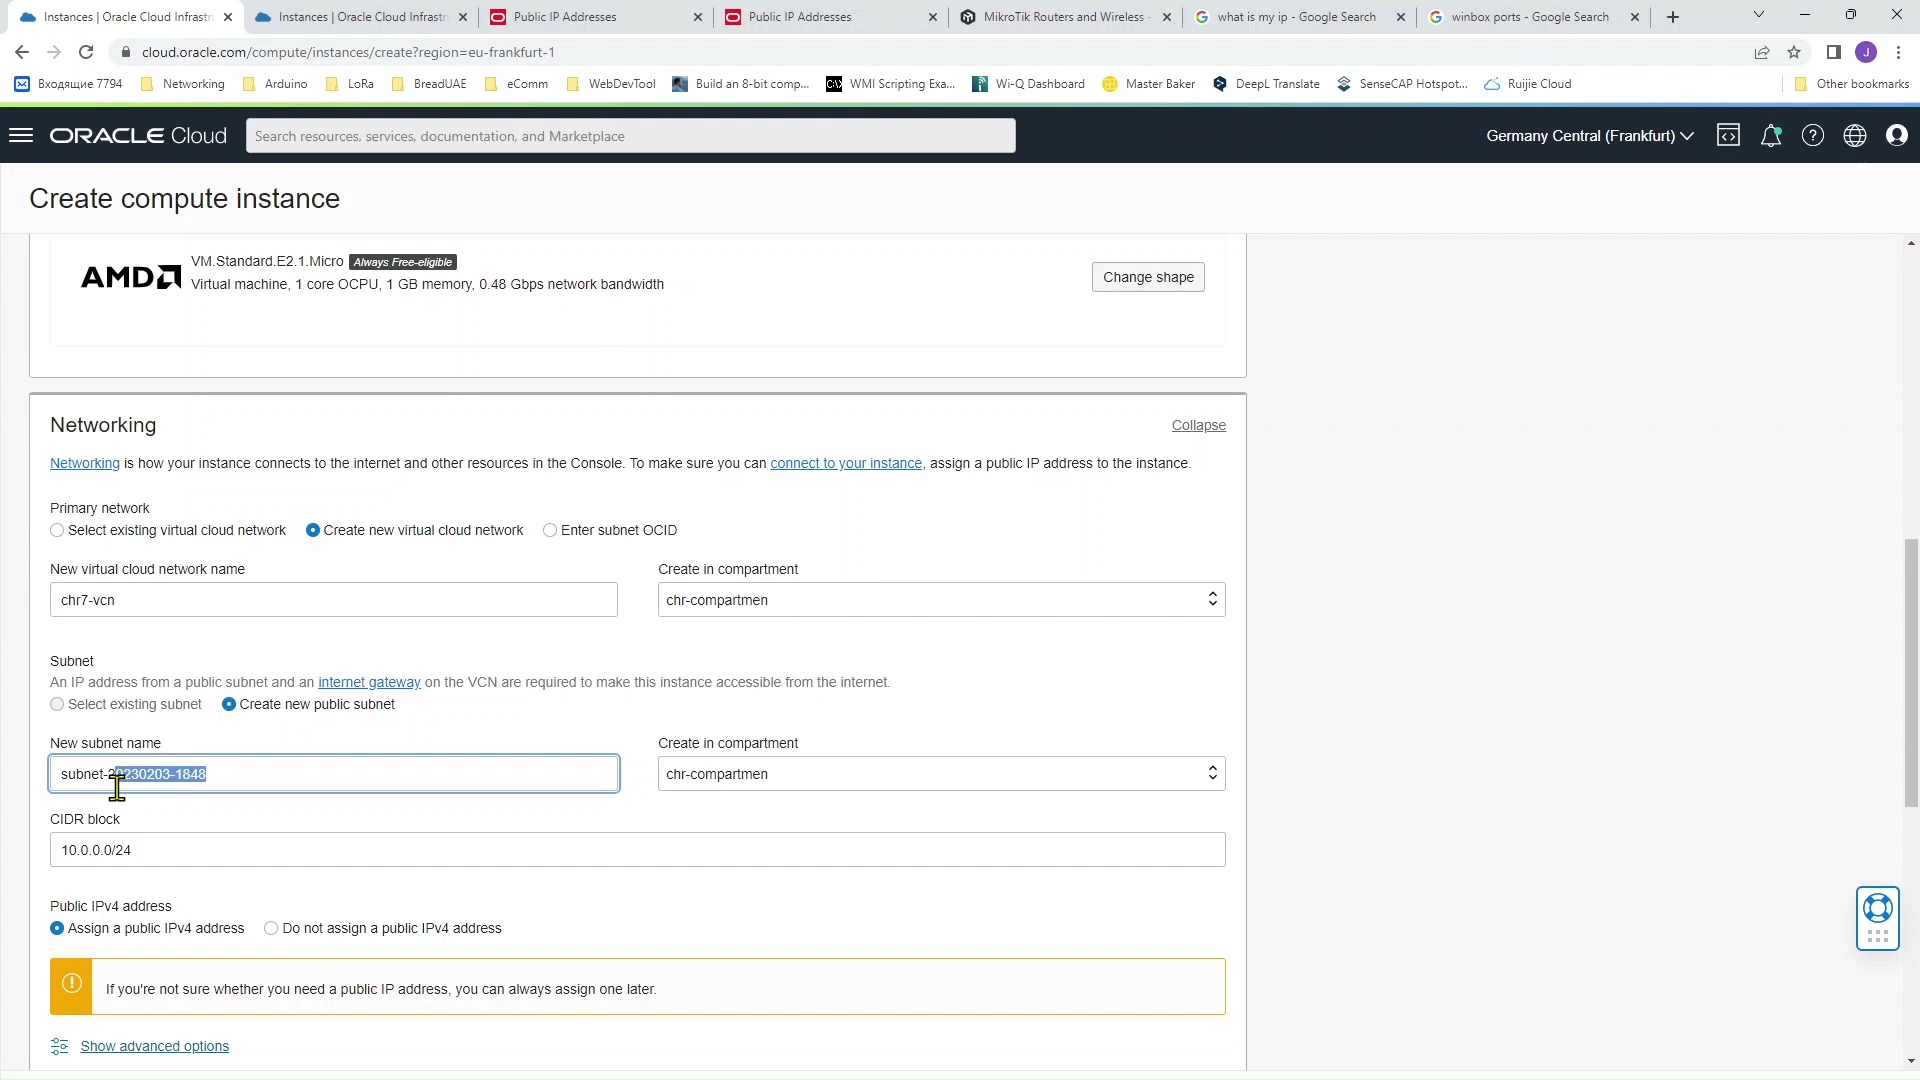 Instances | Oracle Cloud Infrastr
Instances | Oracle Cloud Infrastr
Public IP Addresses
Public IP Addresses
MikroTik Routers and Wireless -
what is my ip - Google Search
winbox ports - Google Search
cloud.oracle.com/compute/instances/create?region=eu-frankfurt-1
J
Входящие 7794
Networking
Arduino
LoRa
BreadUAE
eComm
WebDevTool
Build an 8-bit comp...
WMI Scripting Exa...
Wi-Q Dashboard
Master Baker
DeepL Translate
SenseCAP Hotspot...
Ruijie Cloud
Other bookmarks
ORACLE Cloud
Search resources, services, documentation, and Marketplace
Germany Central (Frankfurt)
Create compute instance
AMD
VM.Standard.E2.1.Micro Always Free-eligible
Virtual machine, 1 core OCPU, 1 GB memory, 0.48 Gbps network bandwidth
Change shape
Networking
Collapse
Networking is how your instance connects to the internet and other resources in the Console. To make sure you can connect to your instance, assign a public IP address to the instance.
Primary network
Select existing virtual cloud network
Create new virtual cloud network
Enter subnet OCID
New virtual cloud network name
Create in compartment
chr7-vcn
chr-compartmen
Subnet
An IP address from a public subnet and an internet gateway on the VCN are required to make this instance accessible from the internet.
Select existing subnet
Create new public subnet
New subnet name
Create in compartment
subnet-20230203-1848
chr-compartmen
CIDR block
10.0.0.0/24
Public IPv4 address
Assign a public IPv4 address
Do not assign a public IPv4 address
If you're not sure whether you need a public IP address, you can always assign one later.
Show advanced options